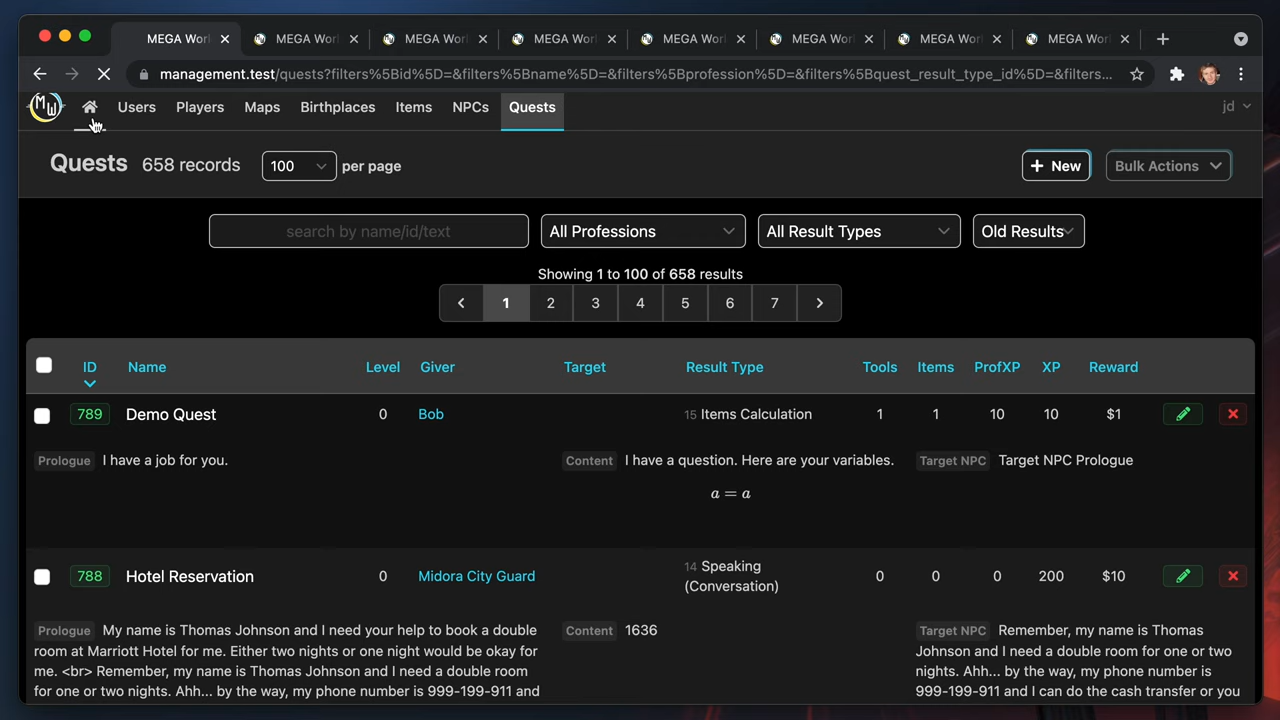 MEGA Worl
MEGA Worl
MEGA Worl
MEGA Worl
MEGA Worl
MEGA Worl
MEGA Worl
MEGA Worl
management.test/quests?filters%5Bid%5D=&filters%5Bname%5D=&filters%5Bprofession%5D=&filters%5Bquest_result_type_id%5D=&filters...
MW
Users
Players
Maps
Birthplaces
Items
NPCs
Quests
jd
Quests 658 records 100 per page
+ New
Bulk Actions
search by name/id/text
All Professions
All Result Types
Old Results
Showing 1 to 100 of 658 results
< 1 2 3 4 5 6 7 >
ID Name Level Giver Target Result Type Tools Items ProfXP XP Reward
789 Demo Quest 0 Bob 15 Items Calculation 1 1 10 10 $1
Prologue I have a job for you.
Content I have a question. Here are your variables.
a = a
Target NPC Target NPC Prologue
788 Hotel Reservation 0 Midora City Guard 14 Speaking
(Conversation) 0 0 0 200 $10
Prologue My name is Thomas Johnson and I need your help to book a double
room at Marriott Hotel for me. Either two nights or one night would be okay for
me. <br> Remember, my name is Thomas Johnson and I need a double room
for one or two nights. Ahh... by the way, my phone number is 999-199-911 and
Content 1636
Target NPC Remember, my name is Thomas
Johnson and I need a double room for one or two
nights. Ahh... by the way, my phone number is
999-199-911 and I can do the cash transfer or you